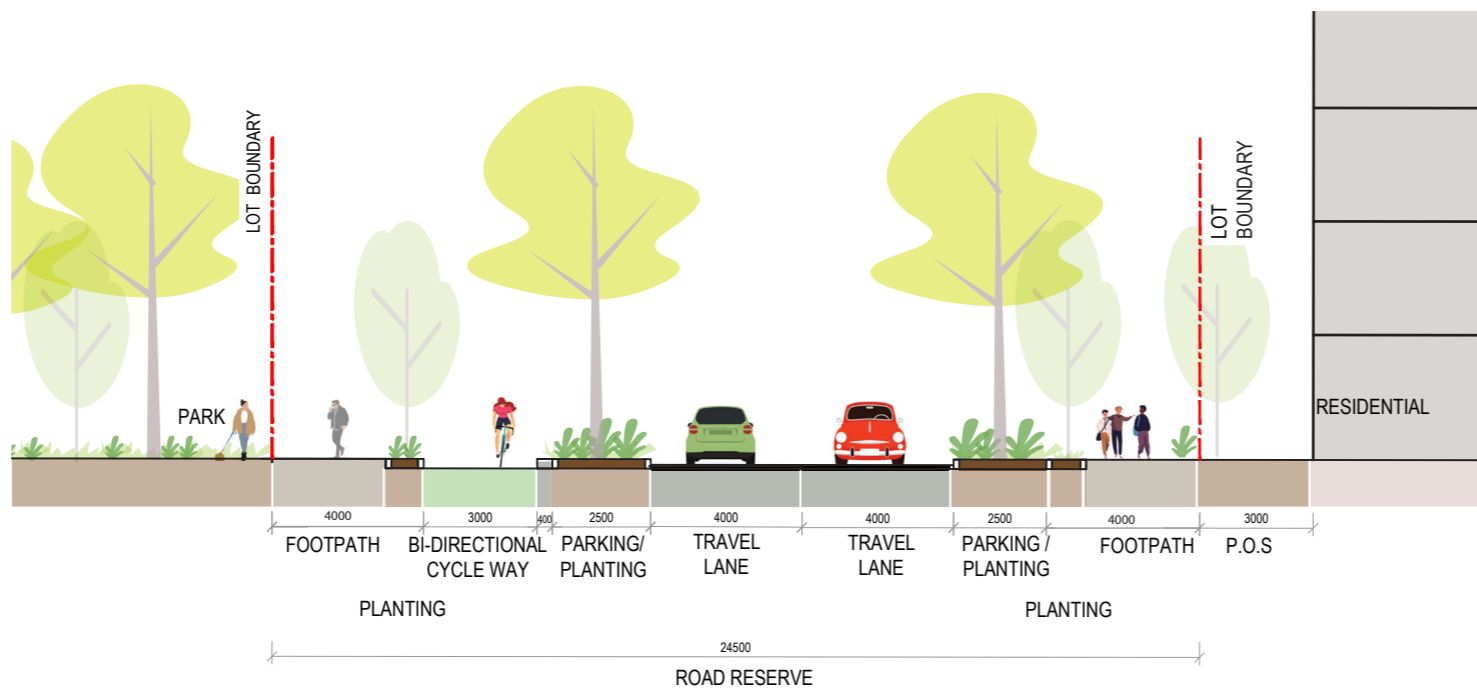 LOT BOUNDARY
LOT
BOUNDARY
PARK
RESIDENTIAL
4000
3000
400
2500
4000
4000
2500
4000
3000
FOOTPATH
BI-DIRECTIONAL
CYCLE WAY
PARKING/
PLANTING
TRAVEL
LANE
TRAVEL
LANE
PARKING /
PLANTING
FOOTPATH
P.O.S
PLANTING
PLANTING
24500
ROAD RESERVE